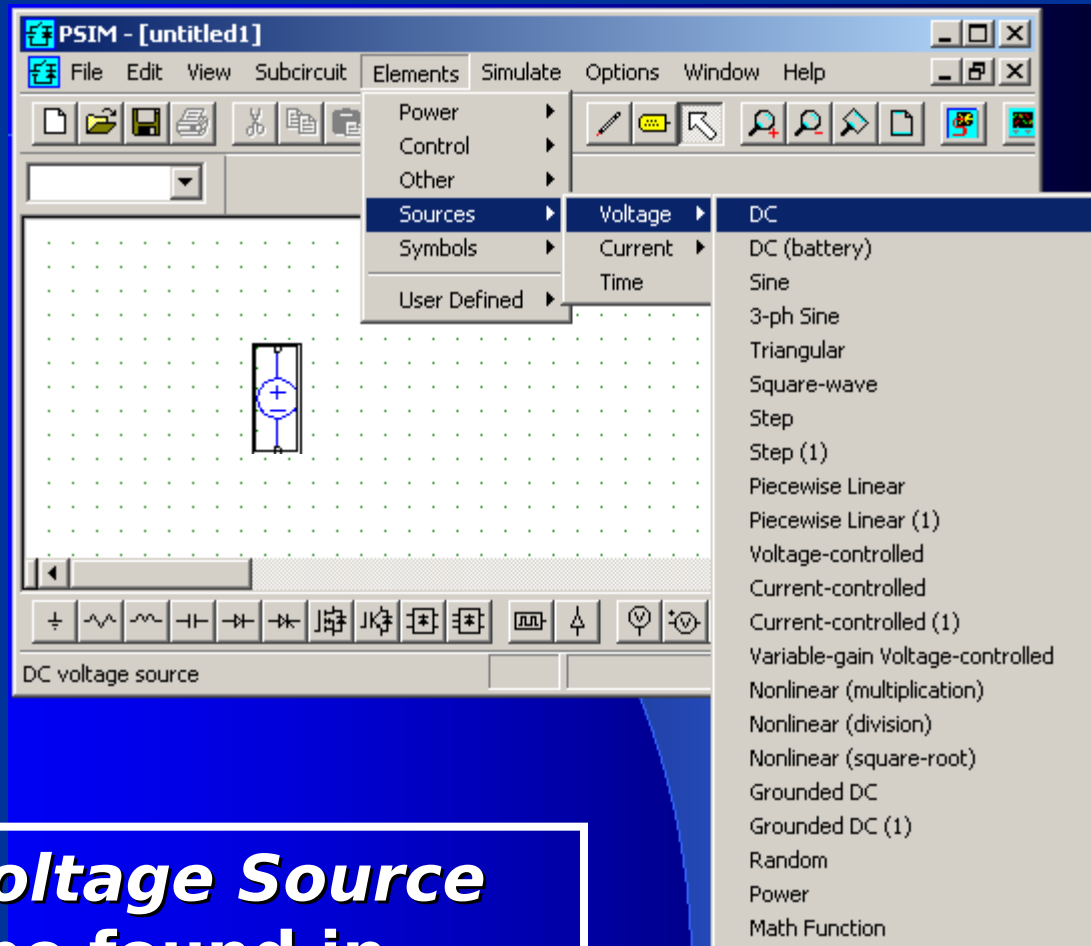 PSIM - [untitled1]
File Edit View Subcircuit Elements Simulate Options Window Help
Power
Control
Other
Sources
Symbols
User Defined
Voltage
Current
Time
DC
DC (battery)
Sine
3-ph Sine
Triangular
Square-wave
Step
Step (1)
Piecewise Linear
Piecewise Linear (1)
Voltage-controlled
Current-controlled
Current-controlled (1)
Variable-gain Voltage-controlled
Nonlinear (multiplication)
Nonlinear (division)
Nonlinear (square-root)
Grounded DC
Grounded DC (1)
Random
Power
Math Function
DC voltage source
oltage Source
found in